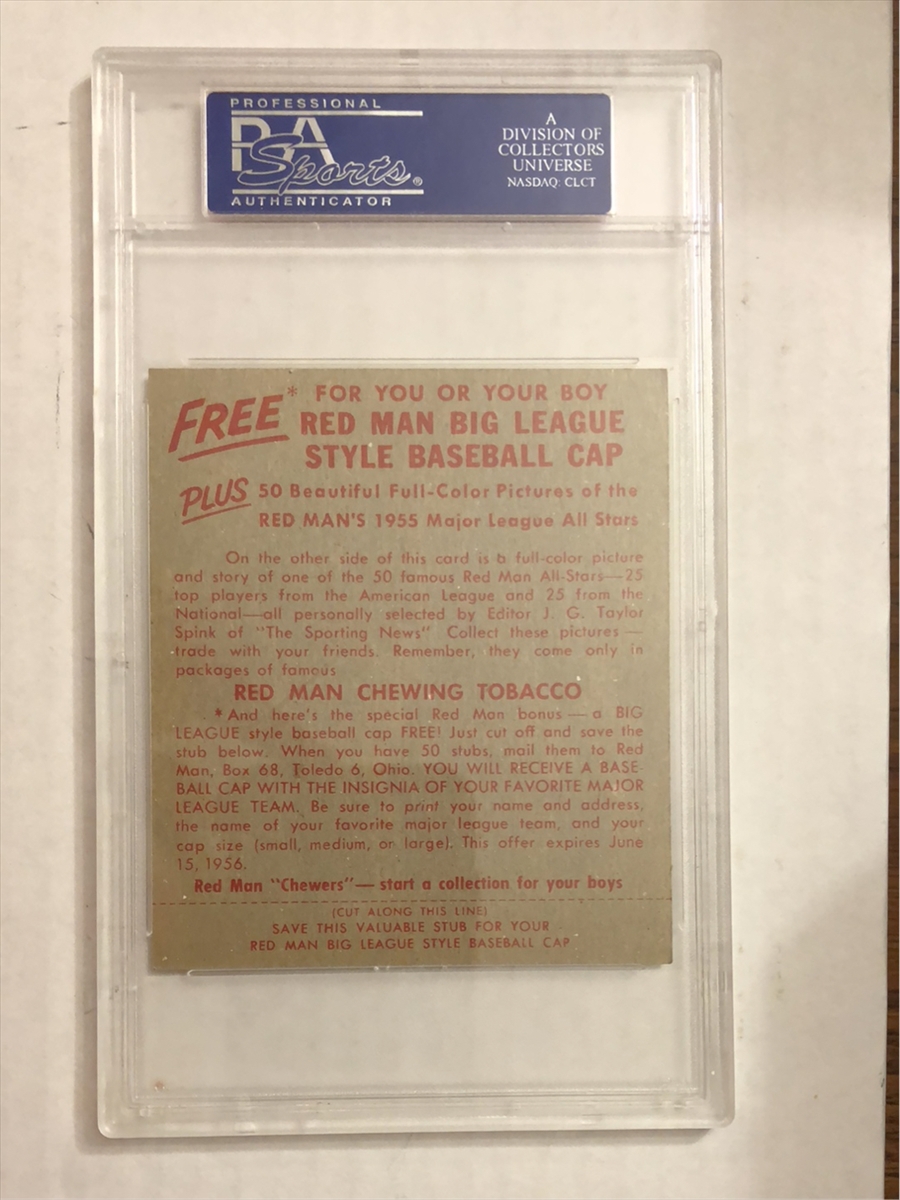 PROFESSIONAL
PSA
Sports®
AUTHENTICATOR
A
DIVISION OF
COLLECTORS
UNIVERSE
NASDAQ: CLCT
FREE* FOR YOU OR YOUR BOY
RED MAN BIG LEAGUE
STYLE BASEBALL CAP
PLUS 50 Beautiful Full-Color Pictures of the
RED MAN'S 1955 Major League All Stars
On the other side of this card is a full-color picture
and story of one of the 50 famous Red Man All-Stars—25
top players from the American League and 25 from the
National—all personally selected by Editor J. G. Taylor
Spink of "The Sporting News" Collect these pictures—
trade with your friends. Remember, they come only in
packages of famous
RED MAN CHEWING TOBACCO
*And here's the special Red Man bonus—a BIG
LEAGUE style baseball cap FREE! Just cut off and save the
stub below. When you have 50 stubs, mail them to Red
Man, Box 68, Toledo 6, Ohio. YOU WILL RECEIVE A BASE-
BALL CAP WITH THE INSIGNIA OF YOUR FAVORITE MAJOR
LEAGUE TEAM. Be sure to print your name and address,
the name of your favorite major league team, and your
cap size (small, medium, or large). This offer expires June
15, 1956.
Red Man "Chewers"—start a collection for your boys
(CUT ALONG THIS LINE)
SAVE THIS VALUABLE STUB FOR YOUR
RED MAN BIG LEAGUE STYLE BASEBALL CAP